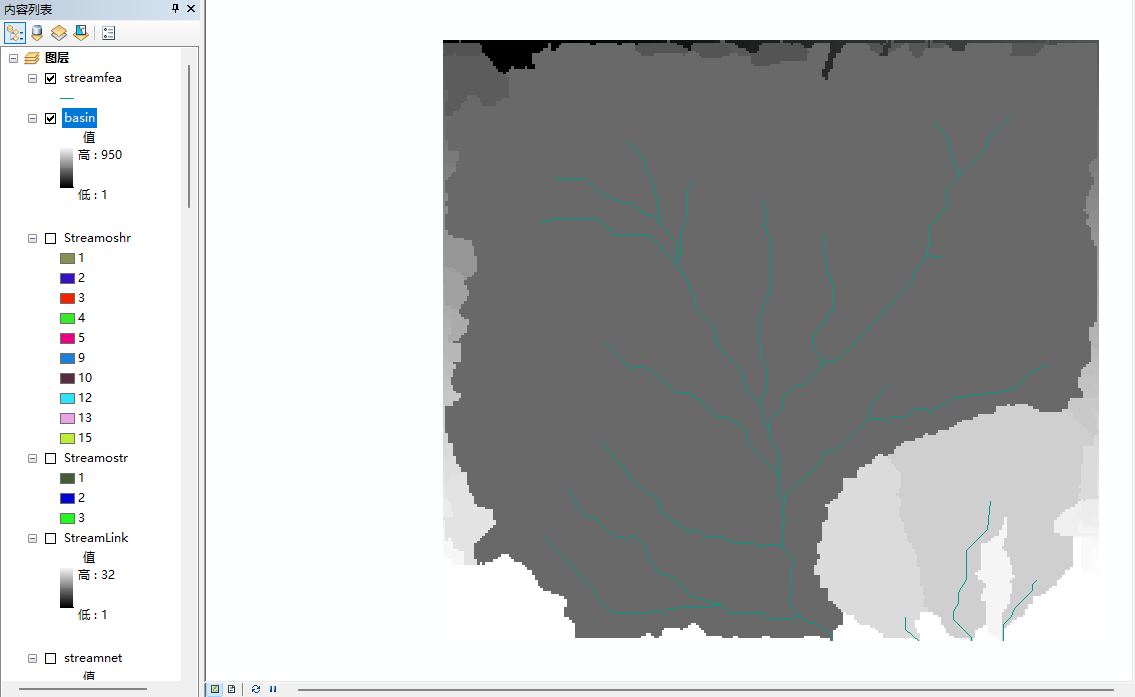 内容列表
图层
streamfea
basin
值
高 : 950
低 : 1
Streamoshr
1
2
3
4
5
9
10
12
13
15
Streamostr
1
2
3
StreamLink
值
高 : 32
低 : 1
streamnet
值